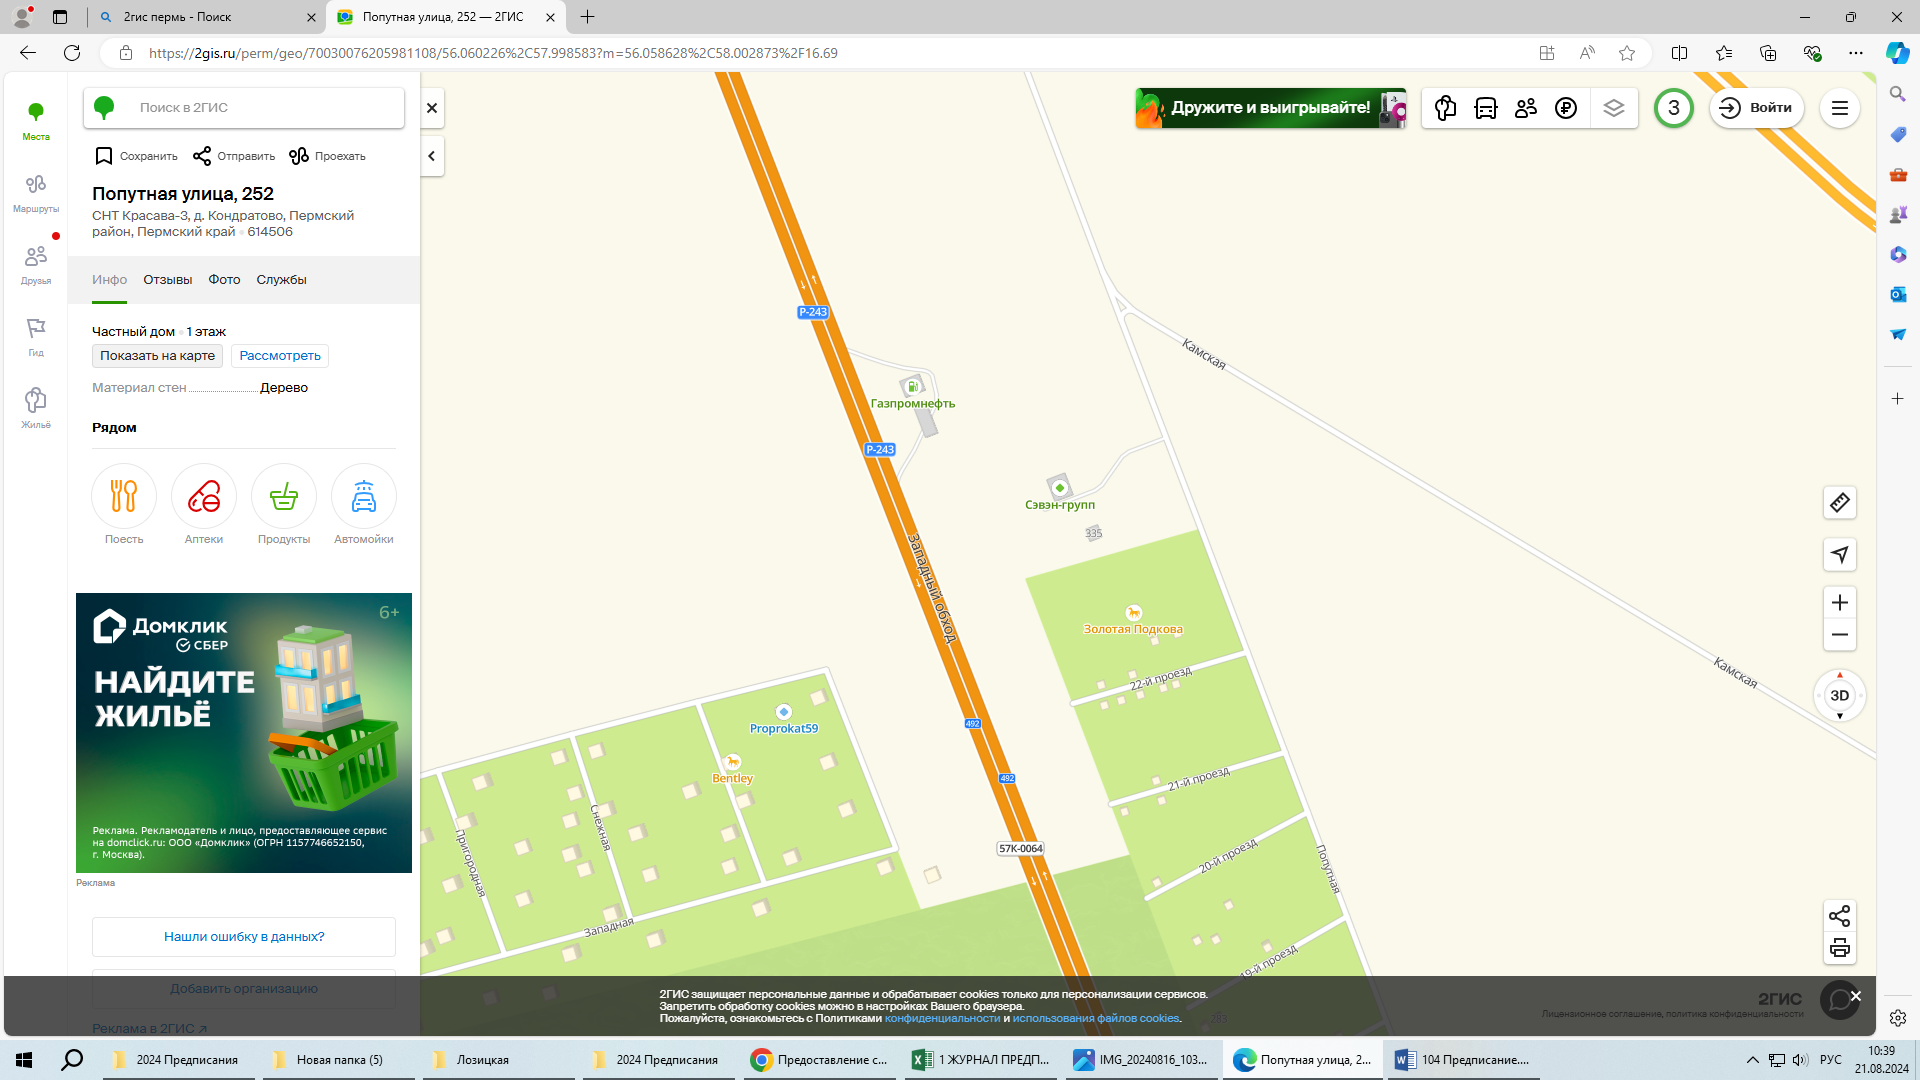 2гис пермь - Поиск
Попутная улица, 252 — 2ГИС
https://2gis.ru/perm/geo/70030076205981108/56.060226%2C57.998583?m=56.058628%2C58.002873%2F16.69
Места
Маршруты
Друзья
Гид
Жильё
Поиск в 2ГИС
Сохранить
Отправить
Проехать
Попутная улица, 252
СНТ Красава-3, д. Кондратово, Пермский
район, Пермский край 614506
Инфо
Отзывы
Фото
Службы
Частный дом 1 этаж
Показать на карте
Рассмотреть
Материал стен
Дерево
Рядом
Поесть
Аптеки
Продукты
Автомойки
Домклик
СБЕР
6+
НАЙДИТЕ
ЖИЛЬЁ
Реклама. Рекламодатель и лицо, предоставляющее сервис
на domclick.ru: ООО «Домклик» (ОГРН 1157746652150,
г. Москва).
Реклама
Нашли ошибку в данных?
Добавить организацию
Реклама в 2ГИС ↗
Дружите и выигрывайте!
3
Войти
Р-243
Камская
Газпромнефть
Р-243
Сэвэн-групп
335
Западный обход
Золотая Подкова
22-й проезд
Камская
3D
Proprokat59
492
Bentley
492
21-й проезд
Снежная
Пригородная
57К-0064
20-й проезд
Попутная
Западная
19-й проезд
283
2ГИС защищает персональные данные и обрабатывает cookies только для персонализации сервисов.
Запретить обработку cookies можно в настройках Вашего браузера.
Пожалуйста, ознакомьтесь с Политиками конфиденциальности и использования файлов cookies.
2ГИС
Лицензионное соглашение, политика конфиденциальности
2024 Предписания
Новая папка (5)
Лозицкая
2024 Предписания
Предоставление с...
1 ЖУРНАЛ ПРЕДП...
IMG_20240816_103...
Попутная улица, 2...
104 Предписание....
РУС
10:39
21.08.2024